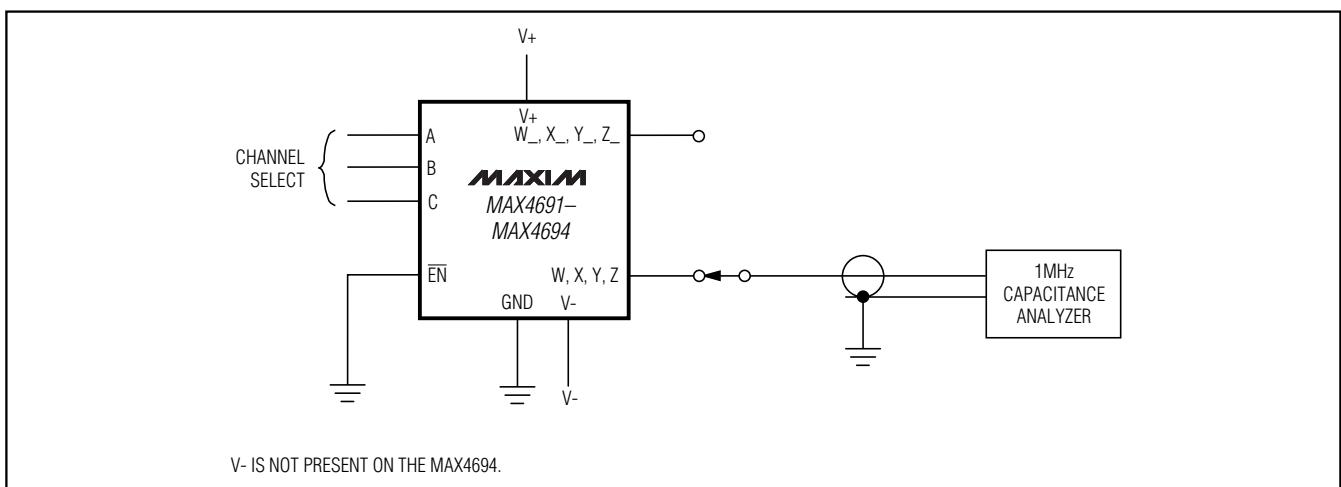 V+
V+
A
W_, X_, Y_, Z_
CHANNEL
SELECT
B
MAXIM
C
MAX4691–
MAX4694
EN
W, X, Y, Z
GND
V-
1MHz
CAPACITANCE
ANALYZER
V-
V- IS NOT PRESENT ON THE MAX4694.